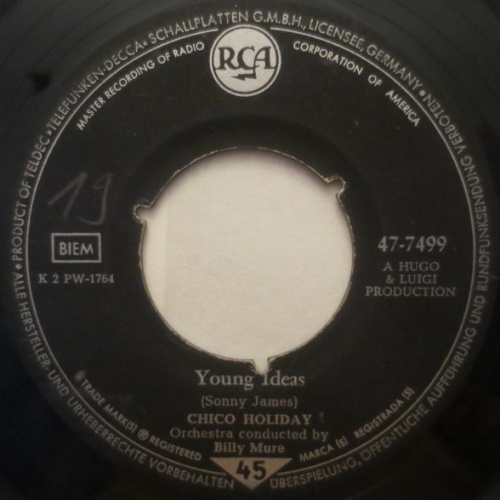 PRODUCT OF TELDEC • »TELEFUNKEN-DECCA« SCHALLPLATTEN G.M.B.H., LICENSEE, GERMANY •
ALLE HERSTELLER- UND URHEBERRECHTE VORBEHALTEN
ÜBERSPIELUNG, ÖFFENTLICHE AUFFÜHRUNG UND RUNDFUNKSENDUNG VERBOTEN
MASTER RECORDING OF RADIO CORPORATION OF AMERICA
RCA
19
BIEM
K 2 PW-1764
47-7499
A HUGO
& LUIGI
PRODUCTION
Young Ideas
(Sonny James)
CHICO HOLIDAY
Orchestra conducted by
Billy Mure
® TRADE MARK(S) ® REGISTERED
MARCA (S) REGISTRADA (S)
45